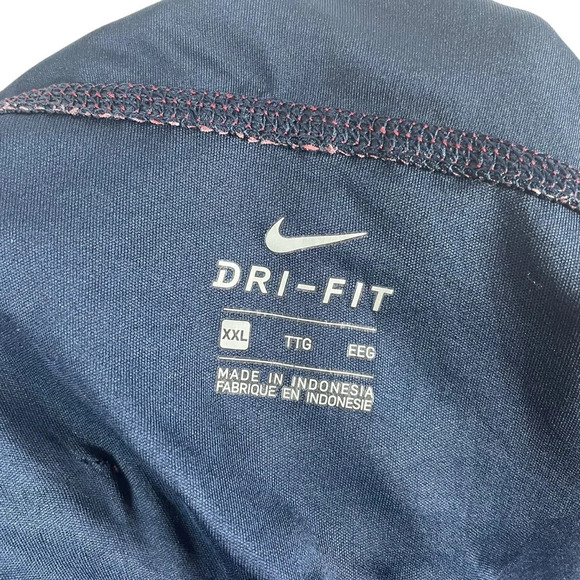 DRI-FIT
XXL TTG EEG
MADE IN INDONESIA
FABRIQUE EN INDONESIE